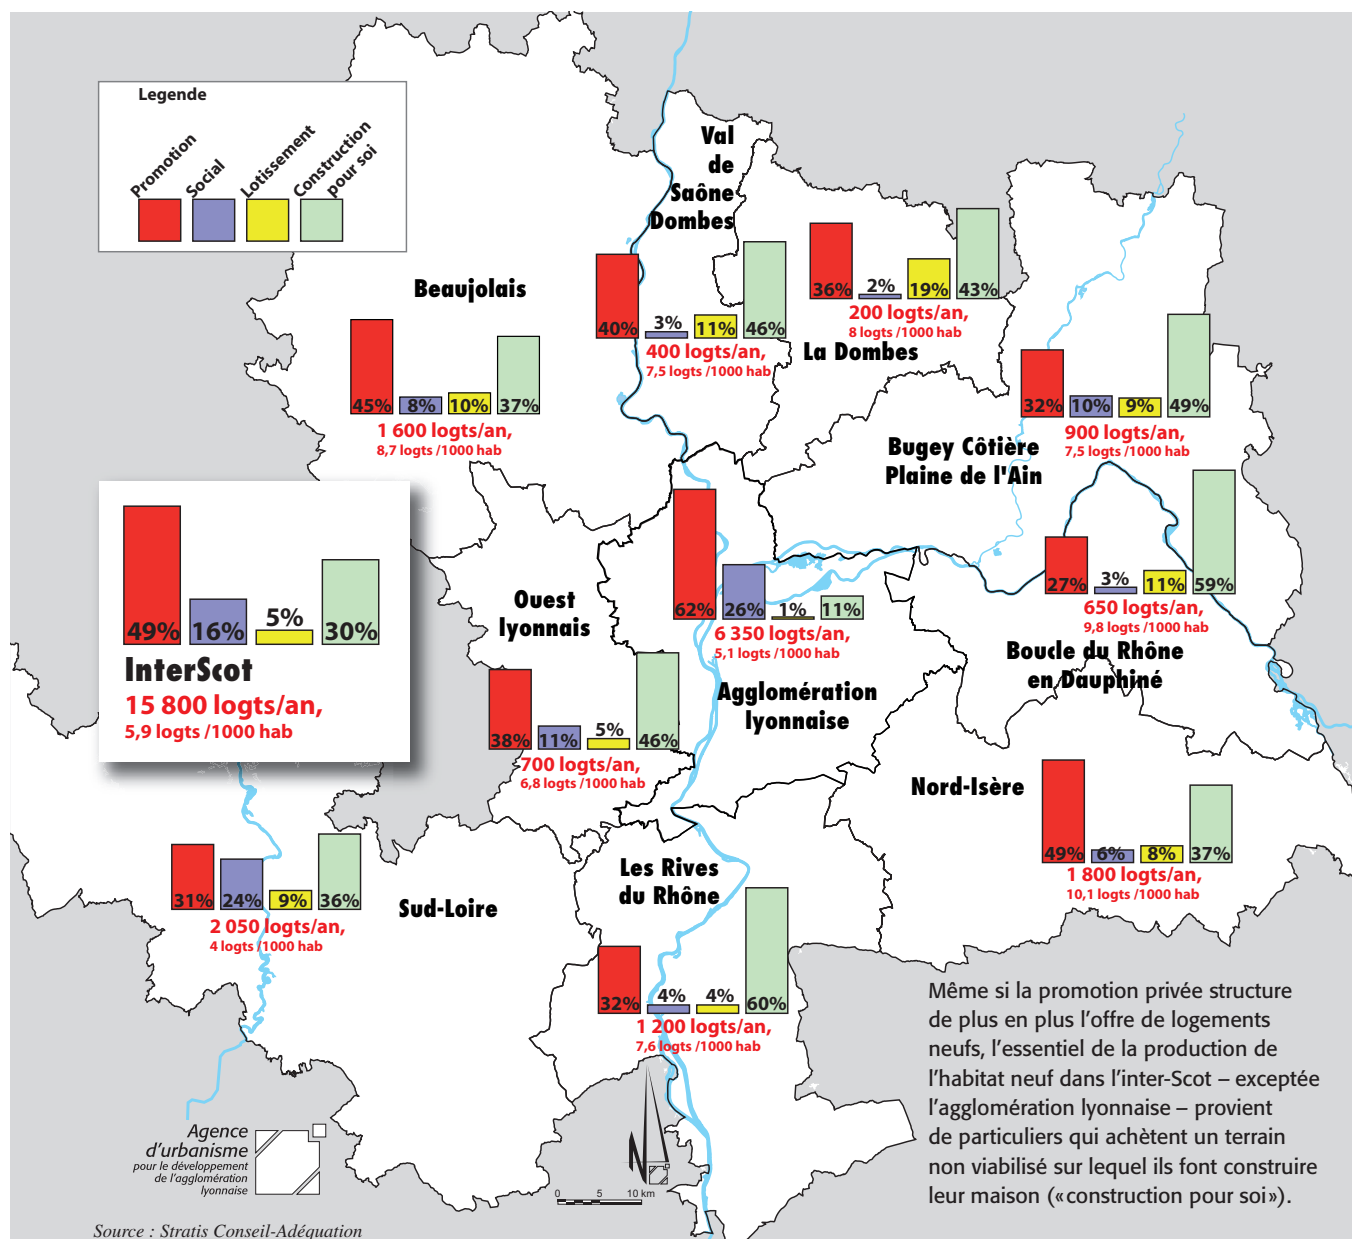 Legende
Promotion
Social
Lotissement
Construction
pour soi
Val
de
Saône
Dombes
40%
3%
11%
46%
400 logts/an,
7,5 logts /1000 hab
36%
2%
19%
43%
200 logts/an,
8 logts /1000 hab
La Dombes
Beaujolais
45%
8%
10%
37%
1 600 logts/an,
8,7 logts /1000 hab
32%
10%
9%
49%
900 logts/an,
7,5 logts /1000 hab
Bugey Côtière
Plaine de l'Ain
49%
16%
5%
30%
InterScot
15 800 logts/an,
5,9 logts /1000 hab
62%
26%
1%
11%
6 350 logts/an,
5,1 logts /1000 hab
Agglomération
lyonnaise
27%
3%
11%
59%
650 logts/an,
9,8 logts /1000 hab
Boucle du Rhône
en Dauphiné
Ouest
lyonnais
38%
11%
5%
46%
700 logts/an,
6,8 logts /1000 hab
Nord-Isère
49%
6%
8%
37%
1 800 logts/an,
10,1 logts /1000 hab
31%
24%
9%
36%
2 050 logts/an,
4 logts /1000 hab
Sud-Loire
Les Rives
du Rhône
32%
4%
4%
60%
1 200 logts/an,
7,6 logts /1000 hab
Même si la promotion privée structure
de plus en plus l'offre de logements
neufs, l'essentiel de la production de
l'habitat neuf dans l'inter-Scot – exceptée
l'agglomération lyonnaise – provient
de particuliers qui achètent un terrain
non viabilisé sur lequel ils font construire
leur maison («construction pour soi»).
Agence
d'urbanisme
pour le développement
de l'agglomération
lyonnaise
N
0 5 10 km
Source : Stratis Conseil-Adéquation